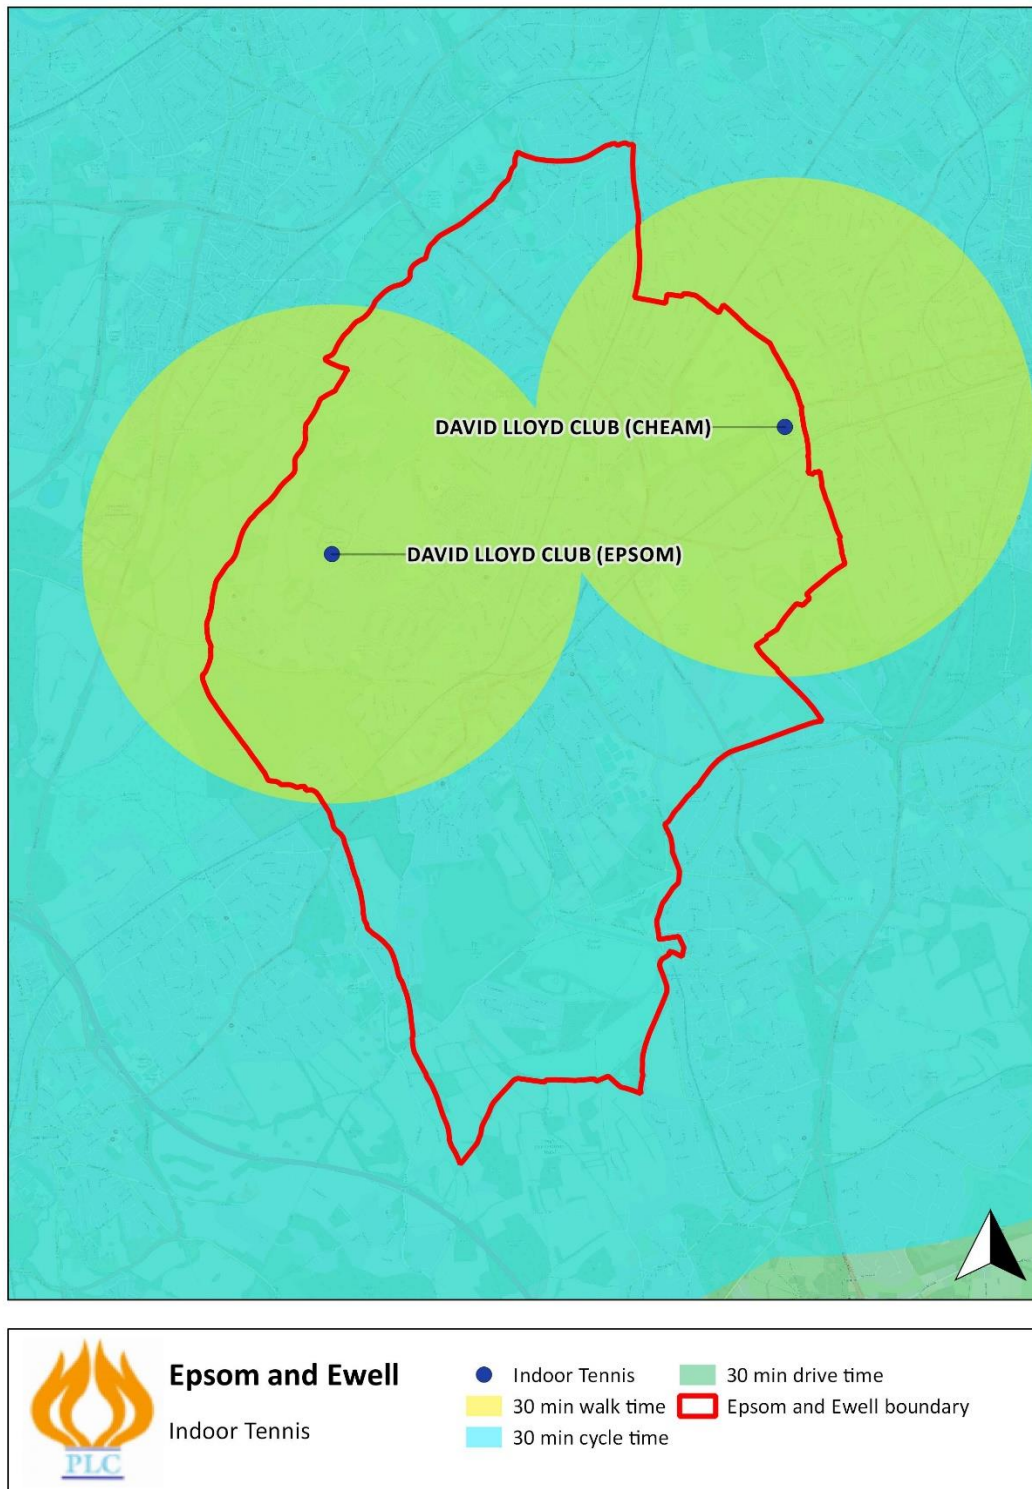 DAVID LLOYD CLUB (CHEAM)
DAVID LLOYD CLUB (EPSOM)
PLC
Epsom and Ewell
Indoor Tennis
Indoor Tennis
30 min walk time
30 min cycle time
30 min drive time
Epsom and Ewell boundary